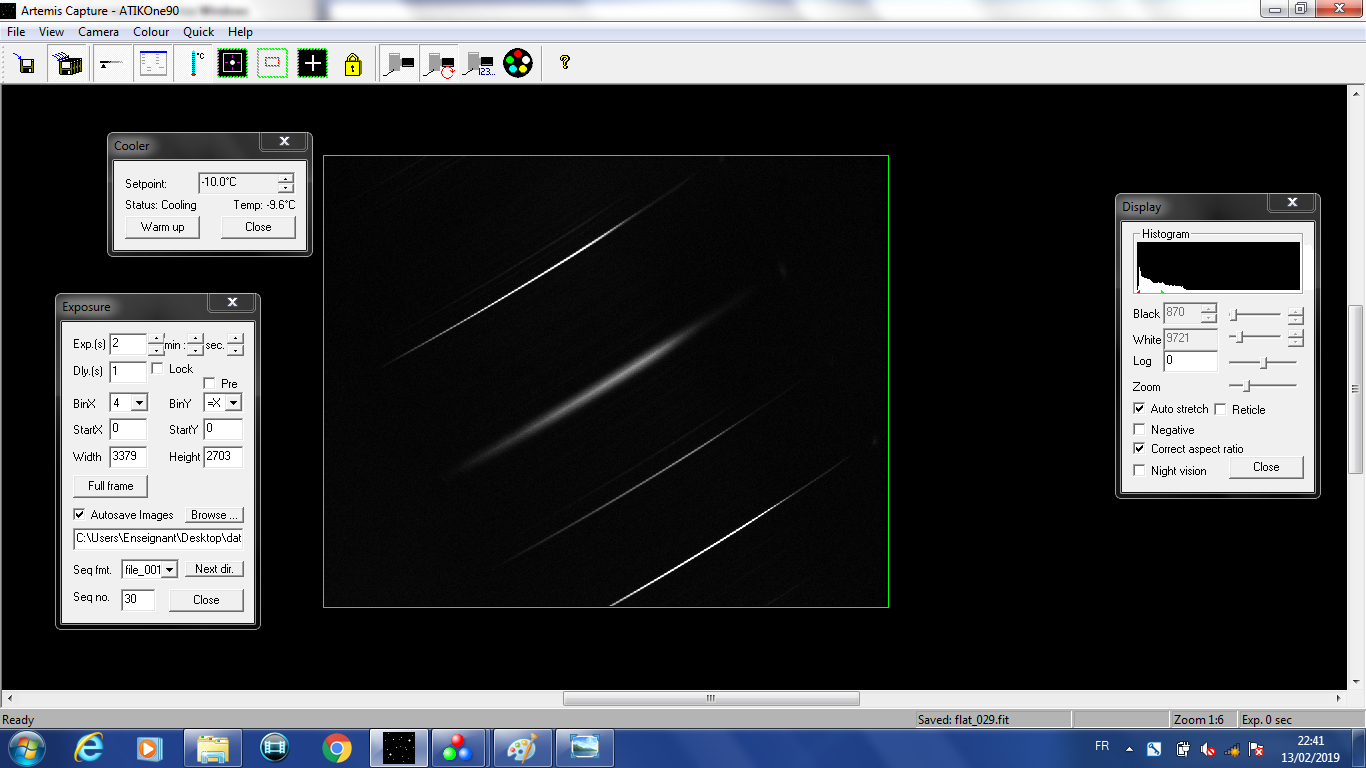 Artemis Capture - ATIKOne90
File View Camera Colour Quick Help
°C
123...
?
Cooler
Setpoint: -10.0°C
Status: Cooling Temp: -9.6°C
Warm up Close
Exposure
Exp.(s) 2 min : sec.
Dly.(s) 1 Lock
Pre
BinX 4 BinY =X
StartX 0 StartY 0
Width 3379 Height 2703
Full frame
Autosave Images Browse ...
C:\Users\Enseignant\Desktop\dat
Seq fmt. file_001 Next dir.
Seq no. 30 Close
Display
Histogram
Black 870
White 9721
Log 0
Zoom
Auto stretch Reticle
Negative
Correct aspect ratio
Night vision Close
Ready Saved: flat_029.fit Zoom 1:6 Exp. 0 sec
FR 22:41
13/02/2019